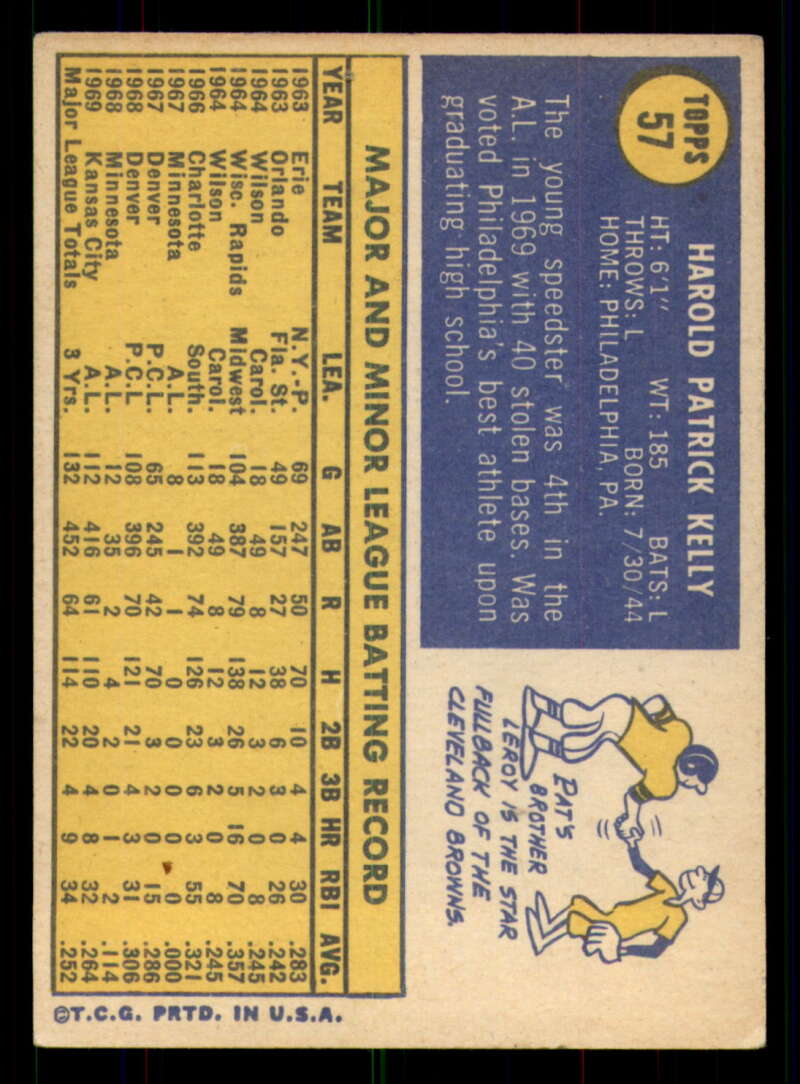 TOPPS
57
HAROLD PATRICK KELLY
HT: 6'1" WT: 185 BATS: L
THROWS: L BORN: 7/30/44
HOME: PHILADELPHIA, PA.
The young speedster was 4th in the
A.L. in 1969 with 40 stolen bases. Was
voted Philadelphia's best athlete upon
graduating high school.
PAT'S
BROTHER
LEROY IS THE STAR
FULLBACK OF THE
CLEVELAND BROWNS.
MAJOR AND MINOR LEAGUE BATTING RECORD
YEAR TEAM LEA. G AB R H 2B 3B HR RBI AVG.
1963 Erie N.Y.-P. 69 247 50 70 10 4 4 30 .283
1963 Orlando Fla. St. 49 157 27 38 6 3 0 26 .242
1964 Wilson Carol. 18 49 8 12 3 2 0 8 .245
1964 Wisc. Rapids Midwest 104 387 79 138 26 5 16 70 .357
1964 Wilson Carol. 18 49 8 12 3 2 0 8 .245
1966 Charlotte South. 113 392 74 126 23 6 3 55 .321
1967 Minnesota A.L. 8 1 1 0 0 0 0 0 .000
1967 Denver P.C.L. 65 245 42 70 3 2 0 15 .286
1968 Denver P.C.L 108 396 70 121 21 4 3 31 .306
1968 Minnesota A.L. 12 35 2 4 2 0 1 2 .114
1969 Kansas City A.L. 112 416 61 110 20 4 8 32 .264
Major League Totals 3 Yrs. 132 452 64 114 22 4 9 34 .252
©T.C.G. PRTD. IN U.S.A.